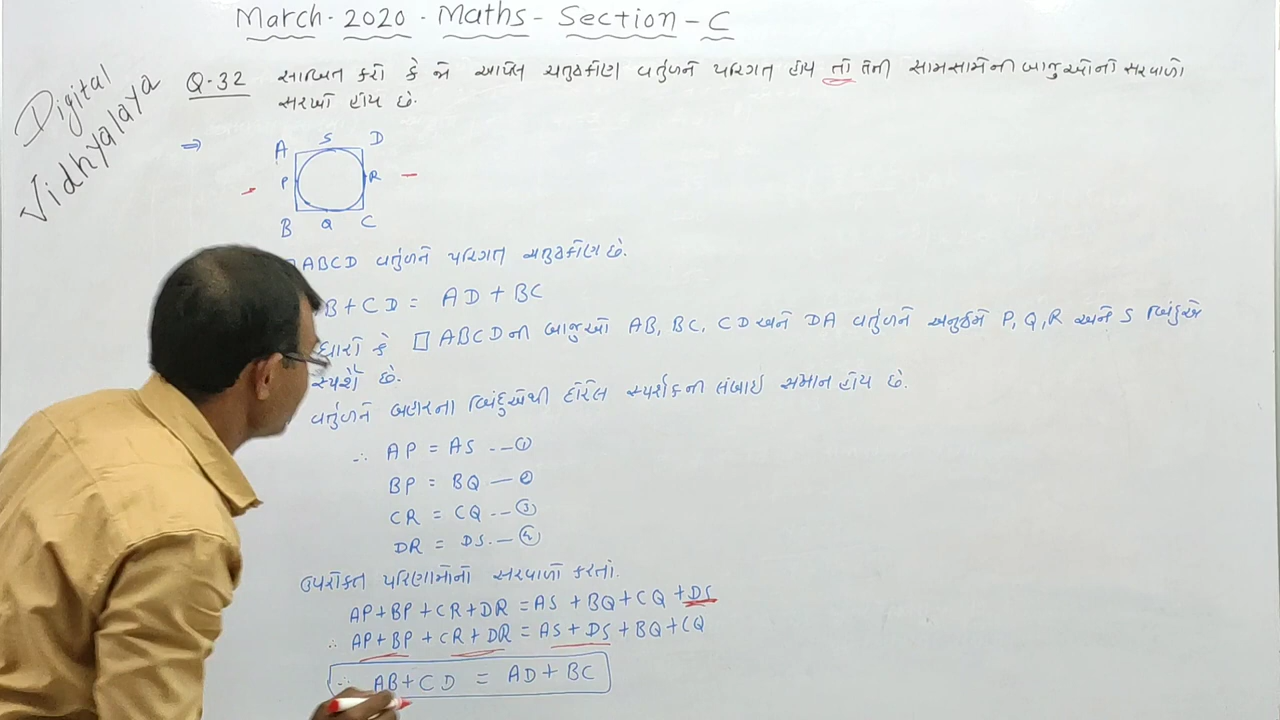 March - 2020 - Maths - Section - C
Digital
Vidhyalaya
Q-32 સાબિત કરો કે જો આપેલ ચતુષ્કોણ વર્તુળને પરિગત હોય તો તેની સામસામેની બાજુઓનો સરવાળો
સરખો હોય છે.
⇒
A S D
P R
B Q C
□ABCD વર્તુળને પરિગત ચતુષ્કોણ છે.
B + CD = AD + BC
ધારો કે □ ABCD ની બાજુઓ AB, BC, CD અને DA વર્તુળને અનુક્રમે P, Q, R અને S બિંદુએ
સ્પર્શે છે.
વર્તુળને બહારના બિંદુએથી દોરેલ સ્પર્શકની લંબાઈ સમાન હોય છે.
∴ AP = AS --- ①
BP = BQ — ②
CR = CQ --- ③
DR = DS. — ④
ઉપરોક્ત પરિણામોનો સરવાળો કરતાં.
AP + BP + CR + DR = AS + BQ + CQ + DS
∴ AP + BP + CR + DR = AS + DS + BQ + CQ
∴ AB + CD = AD + BC